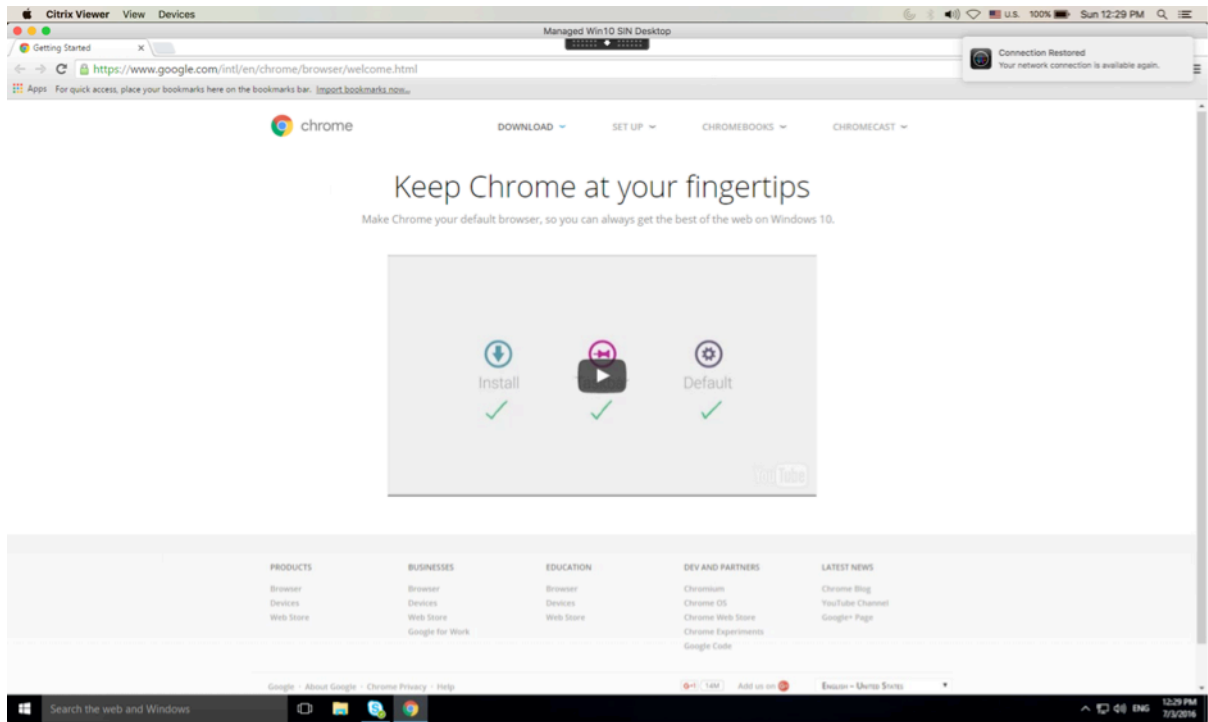 Citrix Viewer View Devices U.S. 100% Sun 12:29 PM
Managed Win10 SIN Desktop
Getting Started
Connection Restored
Your network connection is available again.
https://www.google.com/intl/en/chrome/browser/welcome.html
Apps For quick access, place your bookmarks here on the bookmarks bar. Import bookmarks now...
chrome DOWNLOAD SET UP CHROMEBOOKS CHROMECAST
Keep Chrome at your fingertips
Make Chrome your default browser, so you can always get the best of the web on Windows 10.
Install Taskbar Default
YouTube
PRODUCTS BUSINESSES EDUCATION DEV AND PARTNERS LATEST NEWS
Browser Browser Browser Chromium Chrome Blog
Devices Devices Devices Chrome OS YouTube Channel
Web Store Web Store Web Store Chrome Web Store Google+ Page
Google for Work Chrome Experiments
Google Code
Google · About Google · Chrome Privacy · Help g+1 14M Add us on English – United States
Search the web and Windows ENG 12:29 PM
7/3/2016